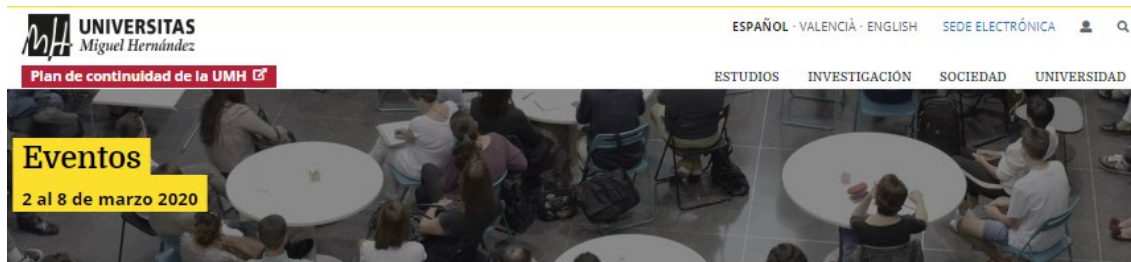 UNIVERSITAS
Miguel Hernández
ESPAÑOL · VALENCIÀ · ENGLISH SEDE ELECTRÓNICA
Plan de continuidad de la UMH
ESTUDIOS INVESTIGACIÓN SOCIEDAD UNIVERSIDAD
Eventos
2 al 8 de marzo 2020